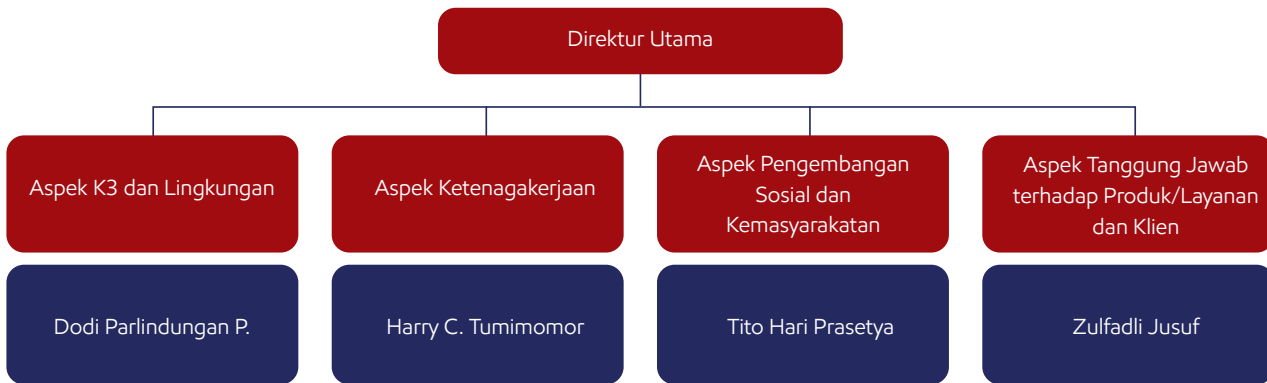 Direktur Utama
Aspek K3 dan Lingkungan
Aspek Ketenagakerjaan
Aspek Pengembangan
Sosial dan
Kemasyarakatan
Aspek Tanggung Jawab
terhadap Produk/Layanan
dan Klien
Dodi Parlindungan P.
Harry C. Tumimomor
Tito Hari Prasetya
Zulfadli Jusuf